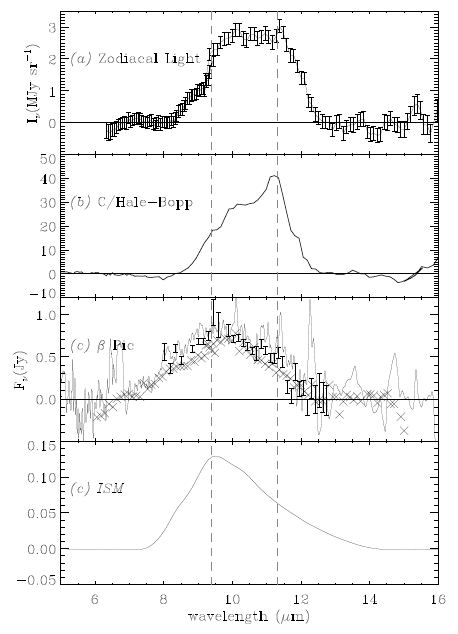 3
2
1
0
I_ν(MJy sr⁻¹)
(a) Zodiacal Light
50
40
30
20
10
0
−10
(b) C/Hale−Bopp
1.0
0.5
0.0
F_ν(Jy)
(c) β Pic
0.15
0.10
0.05
0.00
−0.05
(c) ISM
6 8 10 12 14 16
wavelength (μm)